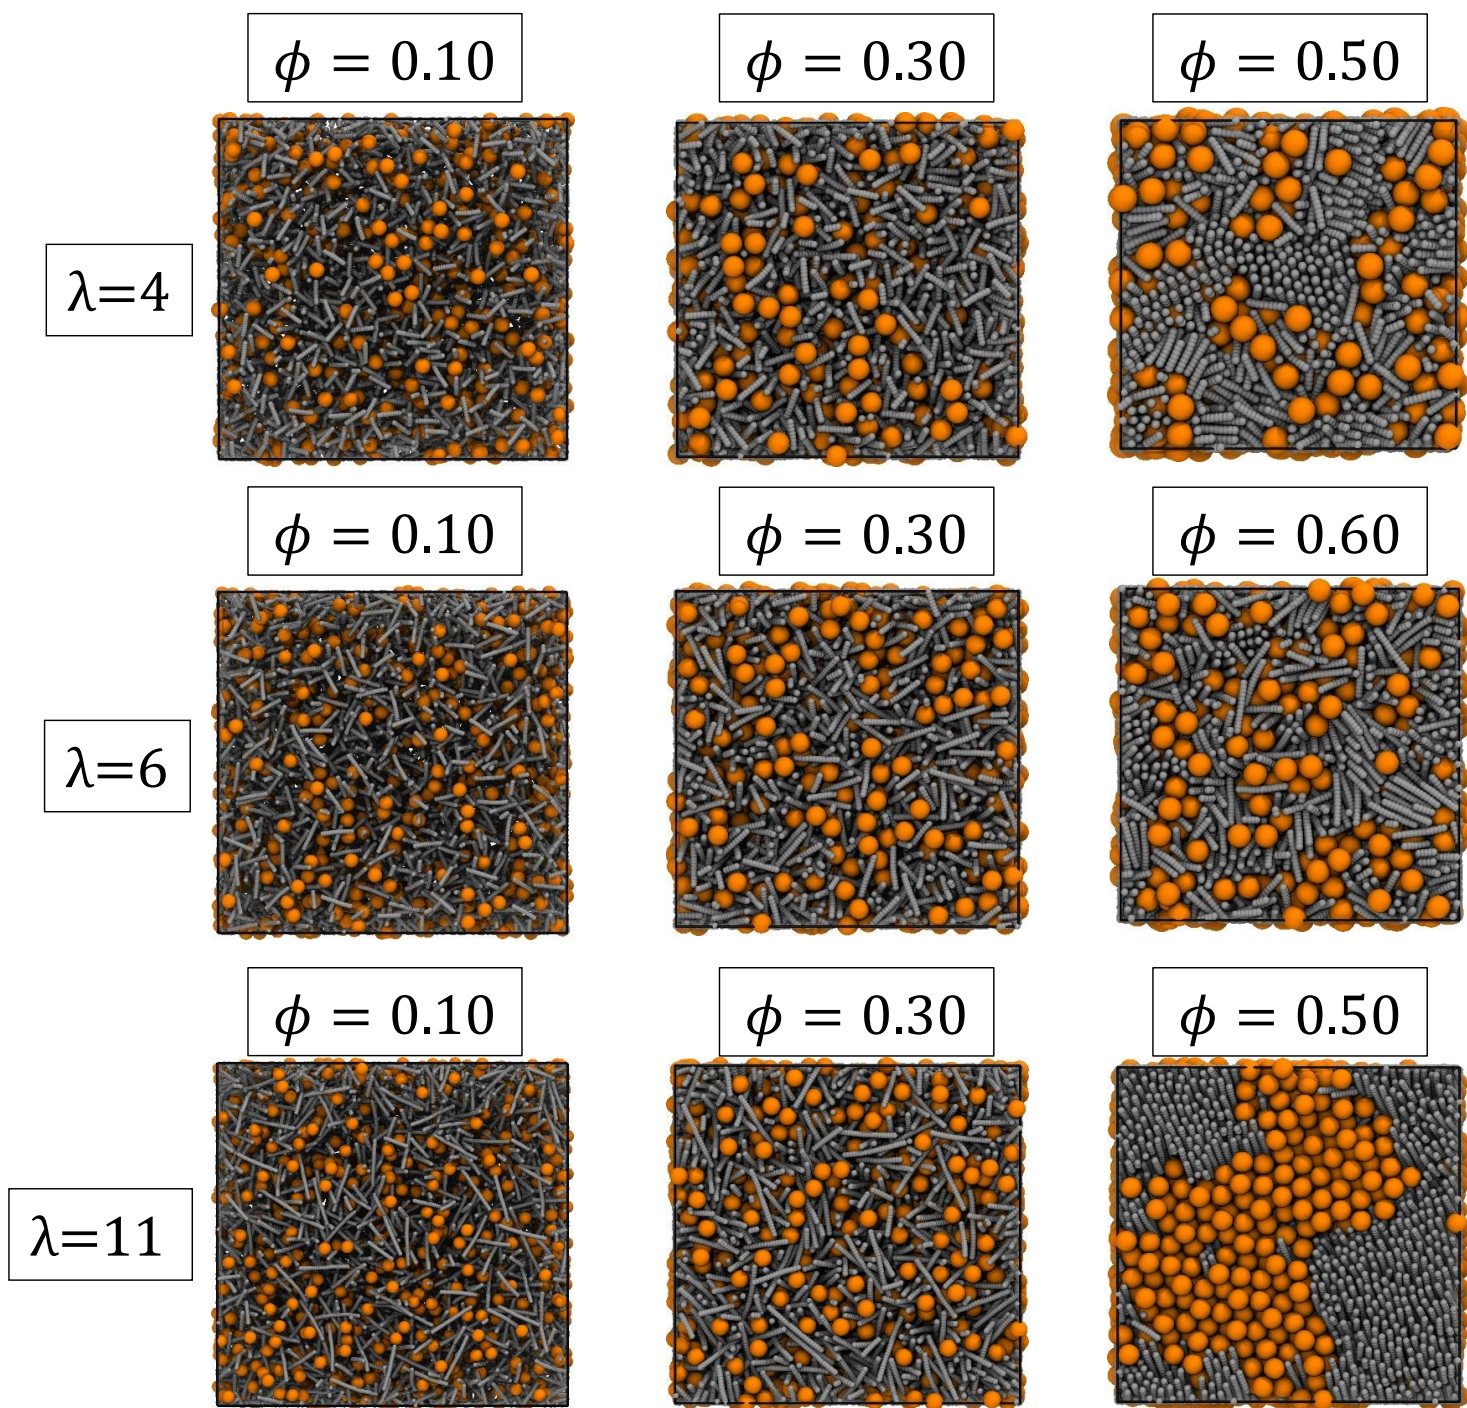 ϕ = 0.10
ϕ = 0.30
ϕ = 0.50
λ=4
ϕ = 0.10
ϕ = 0.30
ϕ = 0.60
λ=6
ϕ = 0.10
ϕ = 0.30
ϕ = 0.50
λ=11